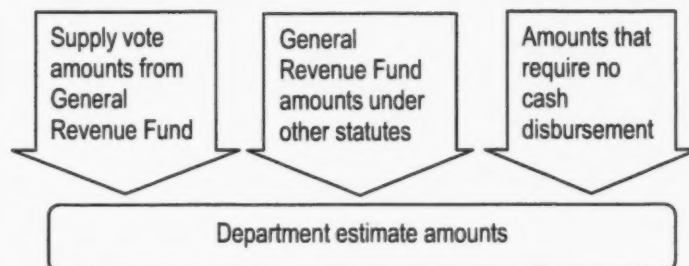 Supply vote
amounts from
General
Revenue Fund
General
Revenue Fund
amounts under
other statutes
Amounts that
require no
cash
disbursement
Department estimate amounts